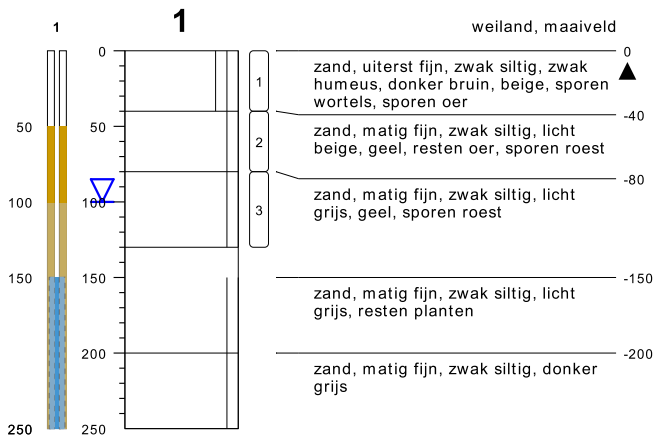 1
1
weiland, maaiveld
0
0
1
zand, uiterst fijn, zwak siltig, zwak
humeus, donker bruin, beige, sporen
wortels, sporen oer
-40
50
50
2
zand, matig fijn, zwak siltig, licht
beige, geel, resten oer, sporen roest
-80
100
100
3
zand, matig fijn, zwak siltig, licht
grijs, geel, sporen roest
150
150
-150
zand, matig fijn, zwak siltig, licht
grijs, resten planten
200
200
-200
zand, matig fijn, zwak siltig, donker
grijs
250
250